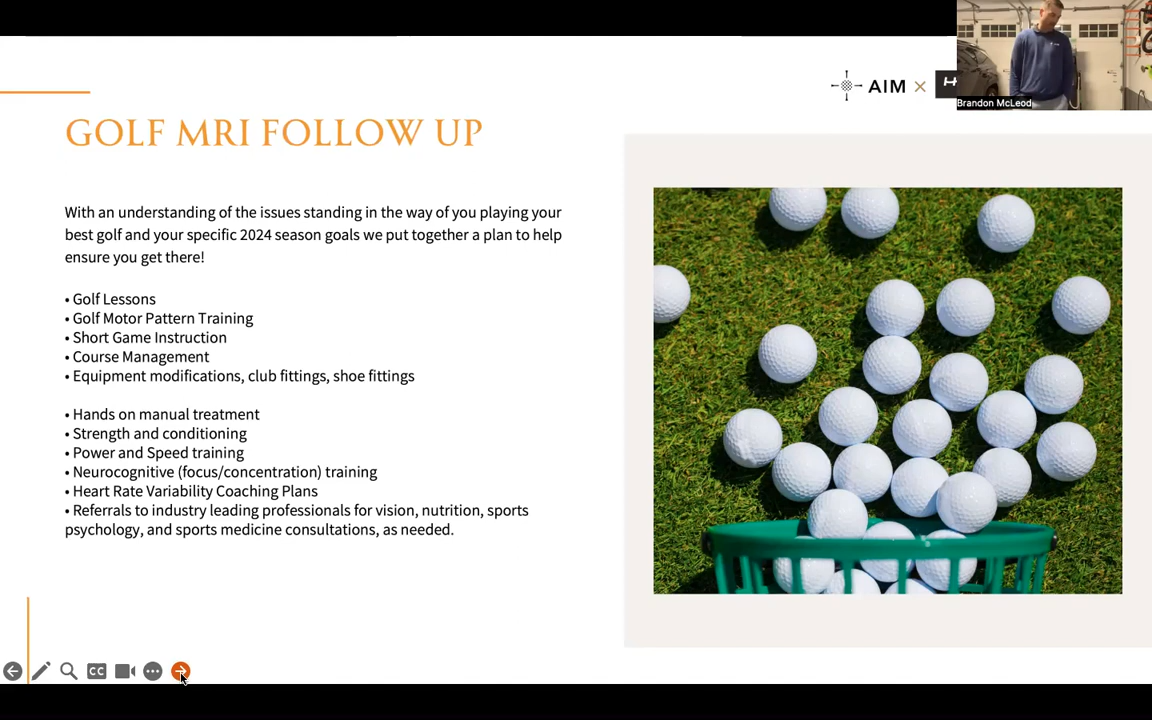 AIM ×
Brandon McLeod
GOLF MRI FOLLOW UP
With an understanding of the issues standing in the way of you playing your
best golf and your specific 2024 season goals we put together a plan to help
ensure you get there!
• Golf Lessons
• Golf Motor Pattern Training
• Short Game Instruction
• Course Management
• Equipment modifications, club fittings, shoe fittings
• Hands on manual treatment
• Strength and conditioning
• Power and Speed training
• Neurocognitive (focus/concentration) training
• Heart Rate Variability Coaching Plans
• Referrals to industry leading professionals for vision, nutrition, sports
psychology, and sports medicine consultations, as needed.
CC